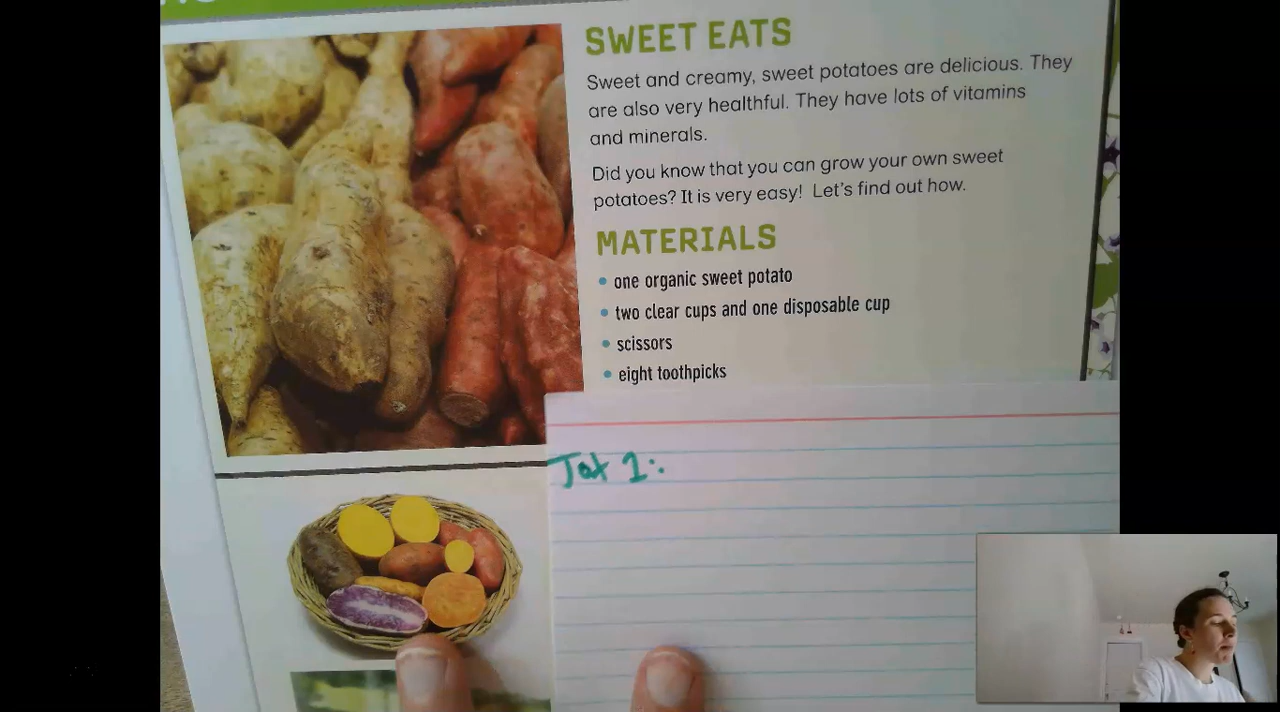 SWEET EATS
Sweet and creamy, sweet potatoes are delicious. They
are also very healthful. They have lots of vitamins
and minerals.
Did you know that you can grow your own sweet
potatoes? It is very easy! Let's find out how.
MATERIALS
• one organic sweet potato
• two clear cups and one disposable cup
• scissors
• eight toothpicks
Jot 1: